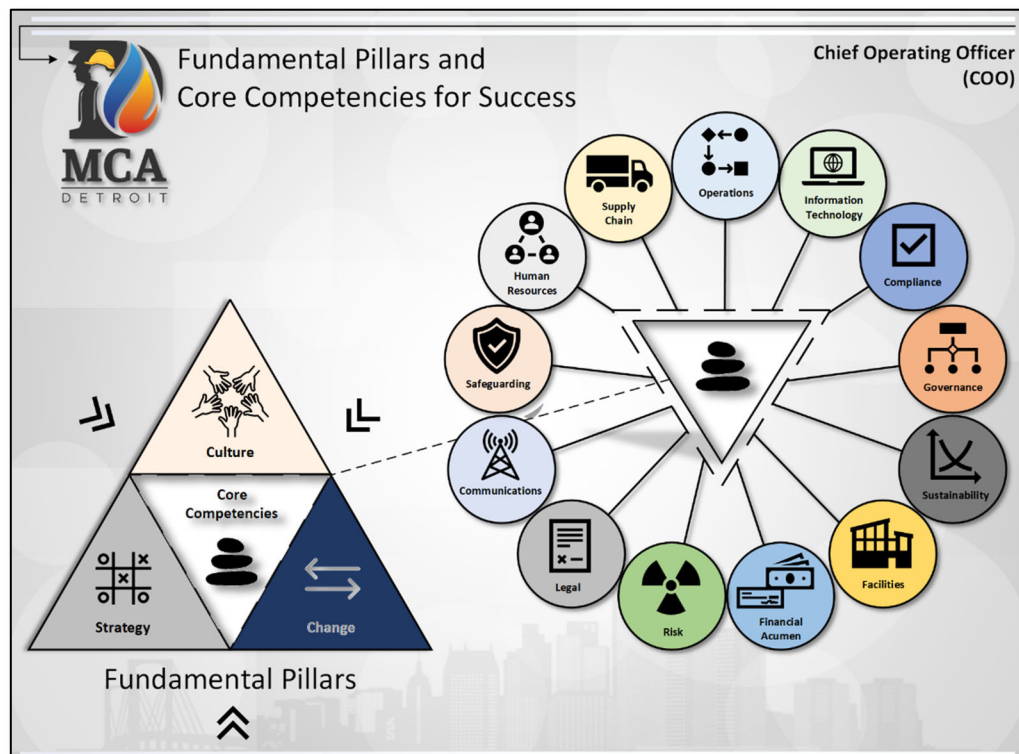 Fundamental Pillars and
Core Competencies for Success
Chief Operating Officer
(COO)
MCA
DETROIT
Operations
Supply
Chain
Information
Technology
Human
Resources
Compliance
Safeguarding
Governance
Communications
Sustainability
Legal
Facilities
Risk
Financial
Acumen
Culture
Core
Competencies
Strategy
Change
Fundamental Pillars